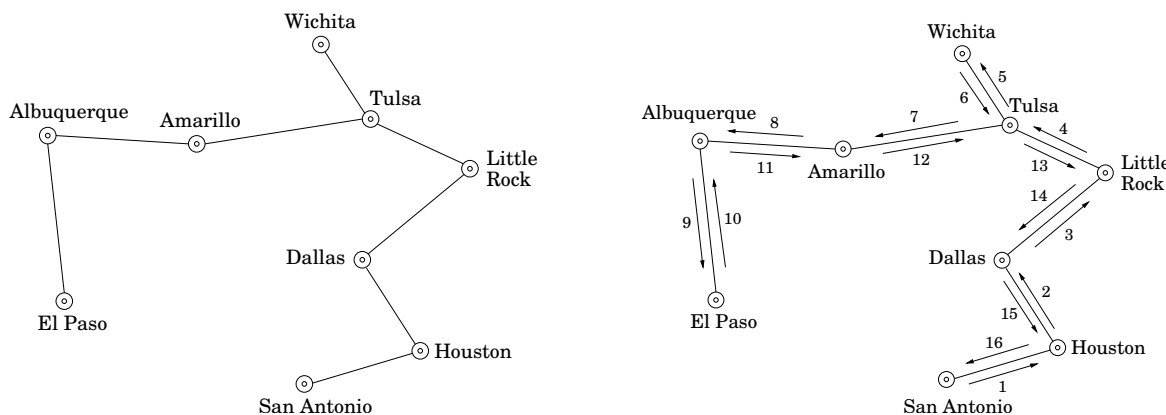 Wichita
Albuquerque
Amarillo
Tulsa
Little
Rock
Dallas
El Paso
Houston
San Antonio
Wichita
5
6
Tulsa
7
8
Albuquerque
4
11
12
13
Amarillo
Little
Rock
14
9
10
3
Dallas
2
15
El Paso
16
Houston
1
San Antonio